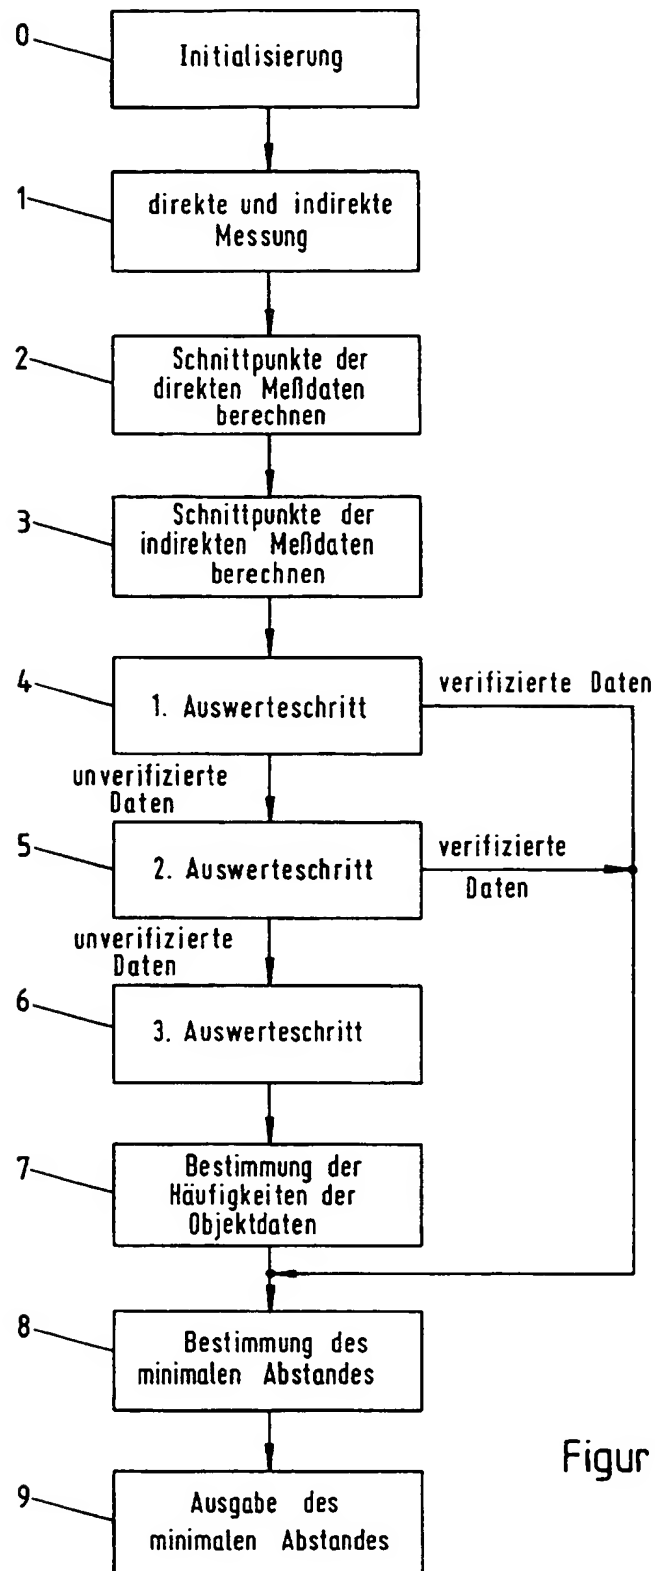 0
Initialisierung
1
direkte und indirekte
Messung
2
Schnittpunkte der
direkten Meßdaten
berechnen
3
Schnittpunkte der
indirekten Meßdaten
berechnen
4
1. Auswerteschritt
verifizierte Daten
unverifizierte
Daten
5
2. Auswerteschritt
verifizierte
Daten
unverifizierte
Daten
6
3. Auswerteschritt
7
Bestimmung der
Häufigkeiten der
Objektdaten
8
Bestimmung des
minimalen Abstandes
9
Ausgabe des
minimalen Abstandes
Figur